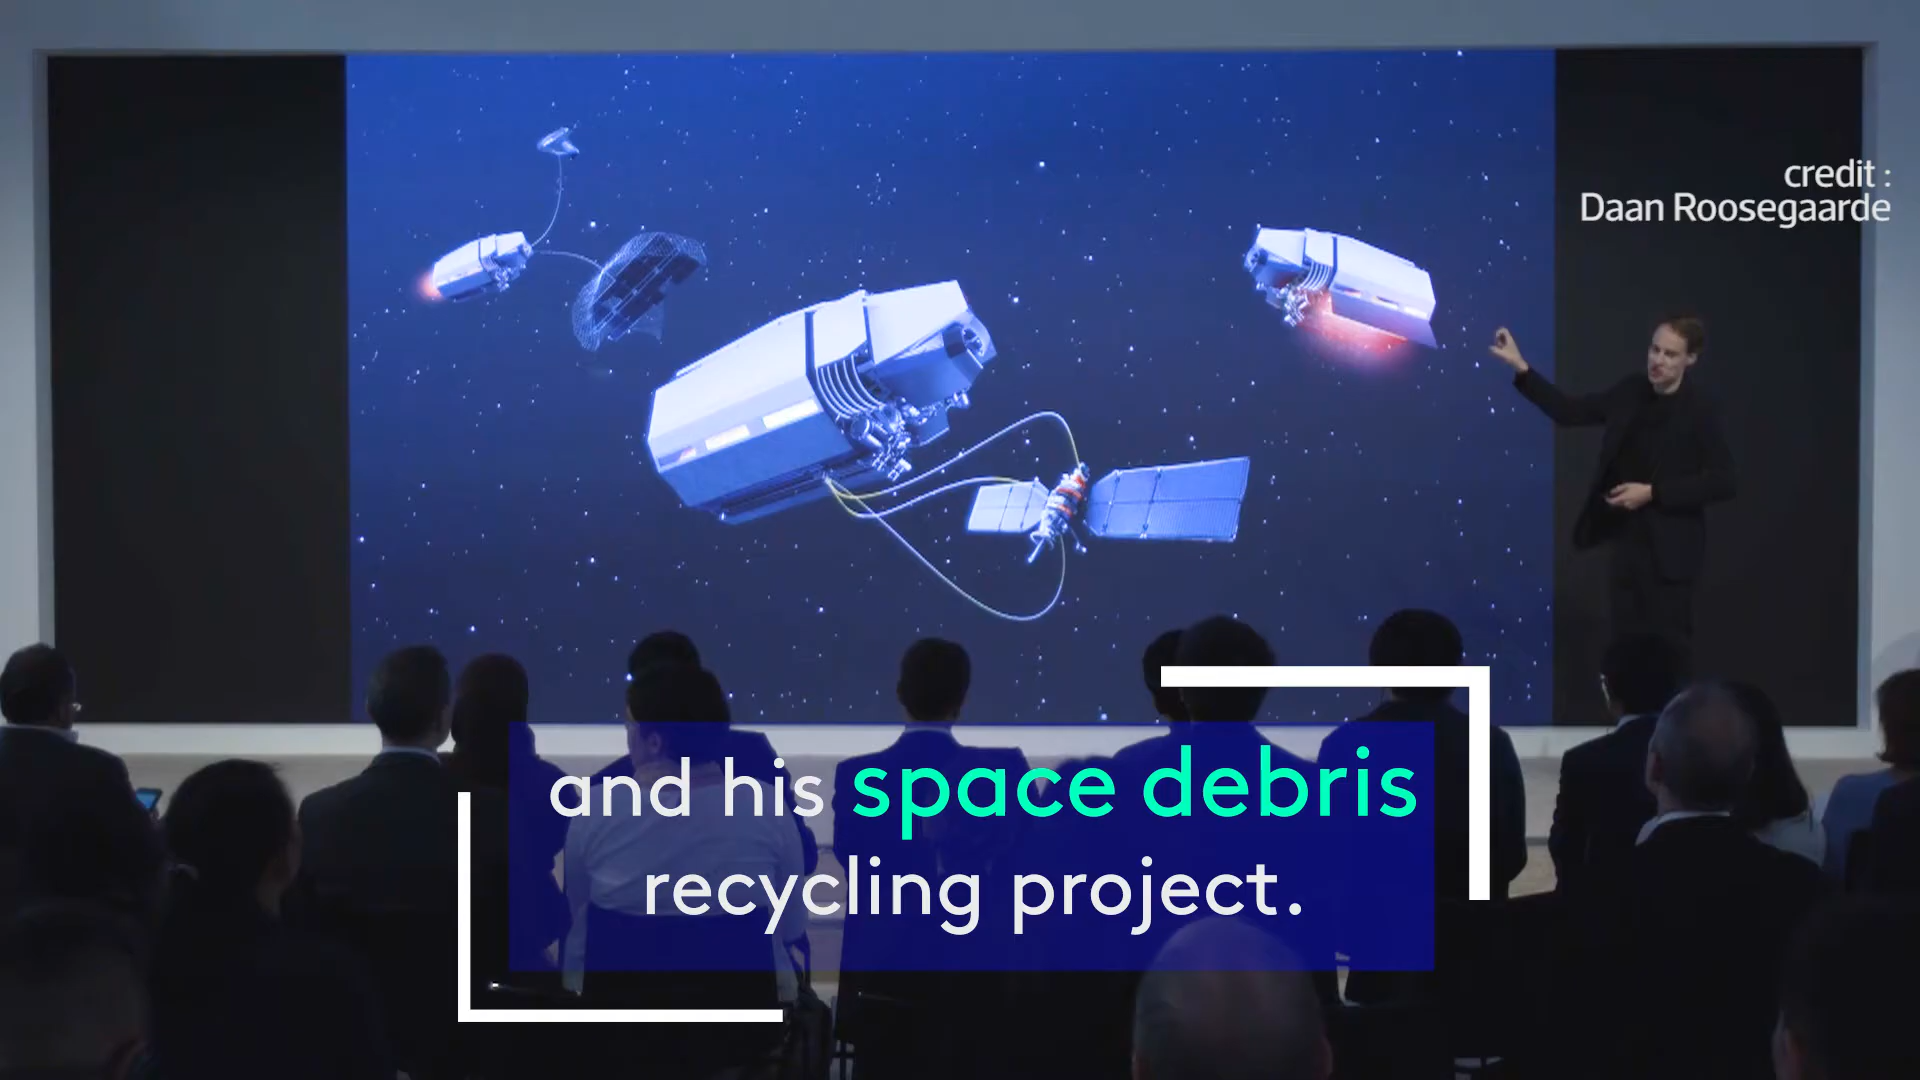 credit :
Daan Roosegaarde
and his space debris
recycling project.